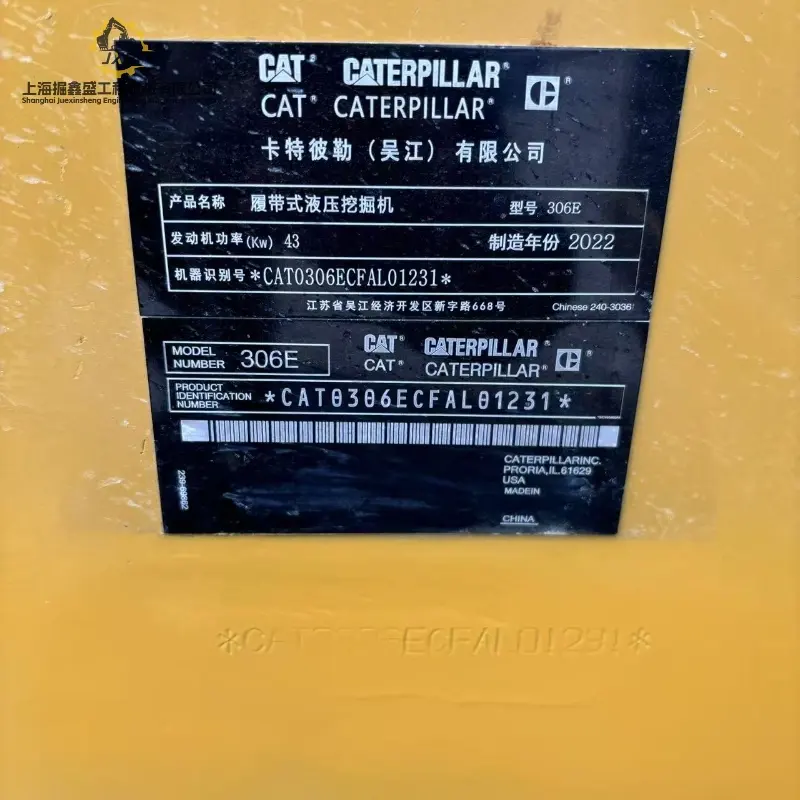 上海掘鑫盛工程
Shanghai Juexinsheng Engi
CAT® CATERPILLAR® C®
CAT® CATERPILLAR®
卡特彼勒（吴江）有限公司
产品名称 履带式液压挖掘机 型号 306E
发动机功率(Kw) 43 制造年份 2022
机器识别号 *CAT0306ECFAL01231*
江苏省吴江经济开发区新字路668号 Chinese 240-3036
MODEL NUMBER 306E
CAT® CATERPILLAR® C®
CAT® CATERPILLAR®
PRODUCT
IDENTIFICATION
NUMBER
*CAT0306ECFAL01231*
CATERPILLARINC.
PRORIA,IL.61629
USA
MADEIN
CHINA
*CAT0306ECFAL01231*